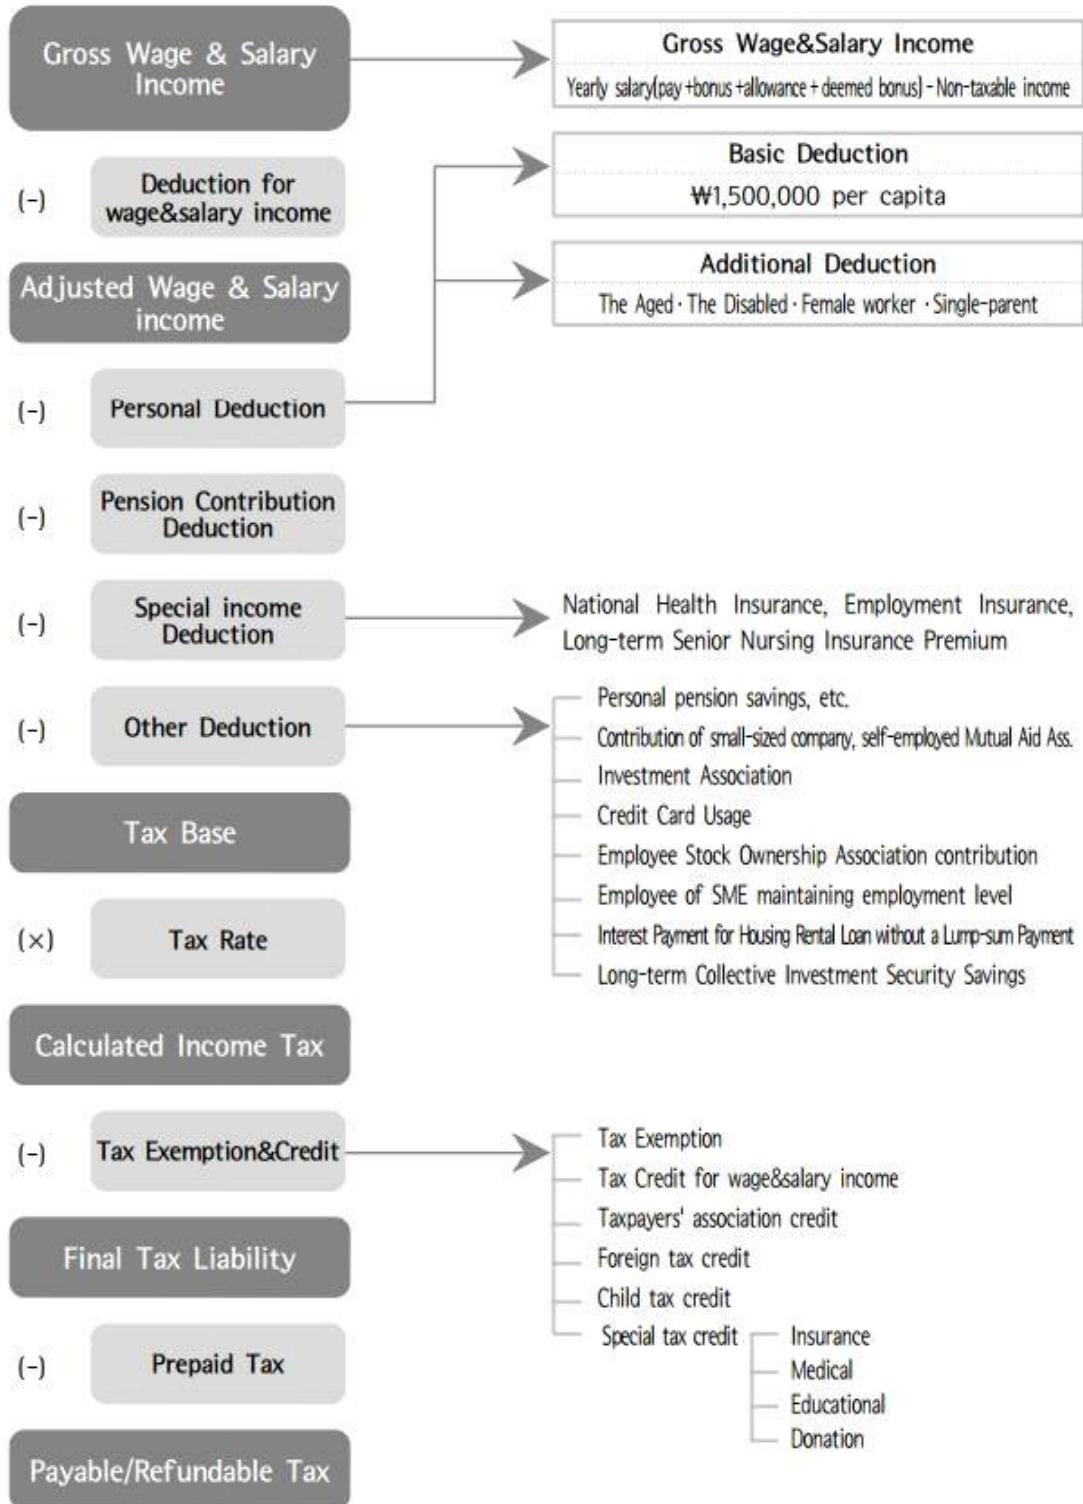 Gross Wage & Salary
Income
Gross Wage&Salary Income
Yearly salary(pay+bonus+allowance+deemed bonus)-Non-taxable income
(-)
Deduction for
wage&salary income
Basic Deduction
₩1,500,000 per capita
Adjusted Wage & Salary
income
Additional Deduction
The Aged·The Disabled·Female worker ·Single-parent
(-)
Personal Deduction
(-)
Pension Contribution
Deduction
(-)
Special income
Deduction
National Health Insurance, Employment Insurance,
Long-term Senior Nursing Insurance Premium
(-)
Other Deduction
Personal pension savings, etc.
Contribution of small-sized company, self-employed Mutual Aid Ass.
Investment Association
Credit Card Usage
Employee Stock Ownership Association contribution
Employee of SME maintaining employment level
Interest Payment for Housing Rental Loan without a Lump-sum Payment
Long-term Collective Investment Security Savings
Tax Base
(×)
Tax Rate
Calculated Income Tax
(-)
Tax Exemption&Credit
Tax Exemption
Tax Credit for wage&salary income
Taxpayers' association credit
Foreign tax credit
Child tax credit
Special tax credit
Insurance
Medical
Educational
Donation
Final Tax Liability
(-)
Prepaid Tax
Payable/Refundable Tax